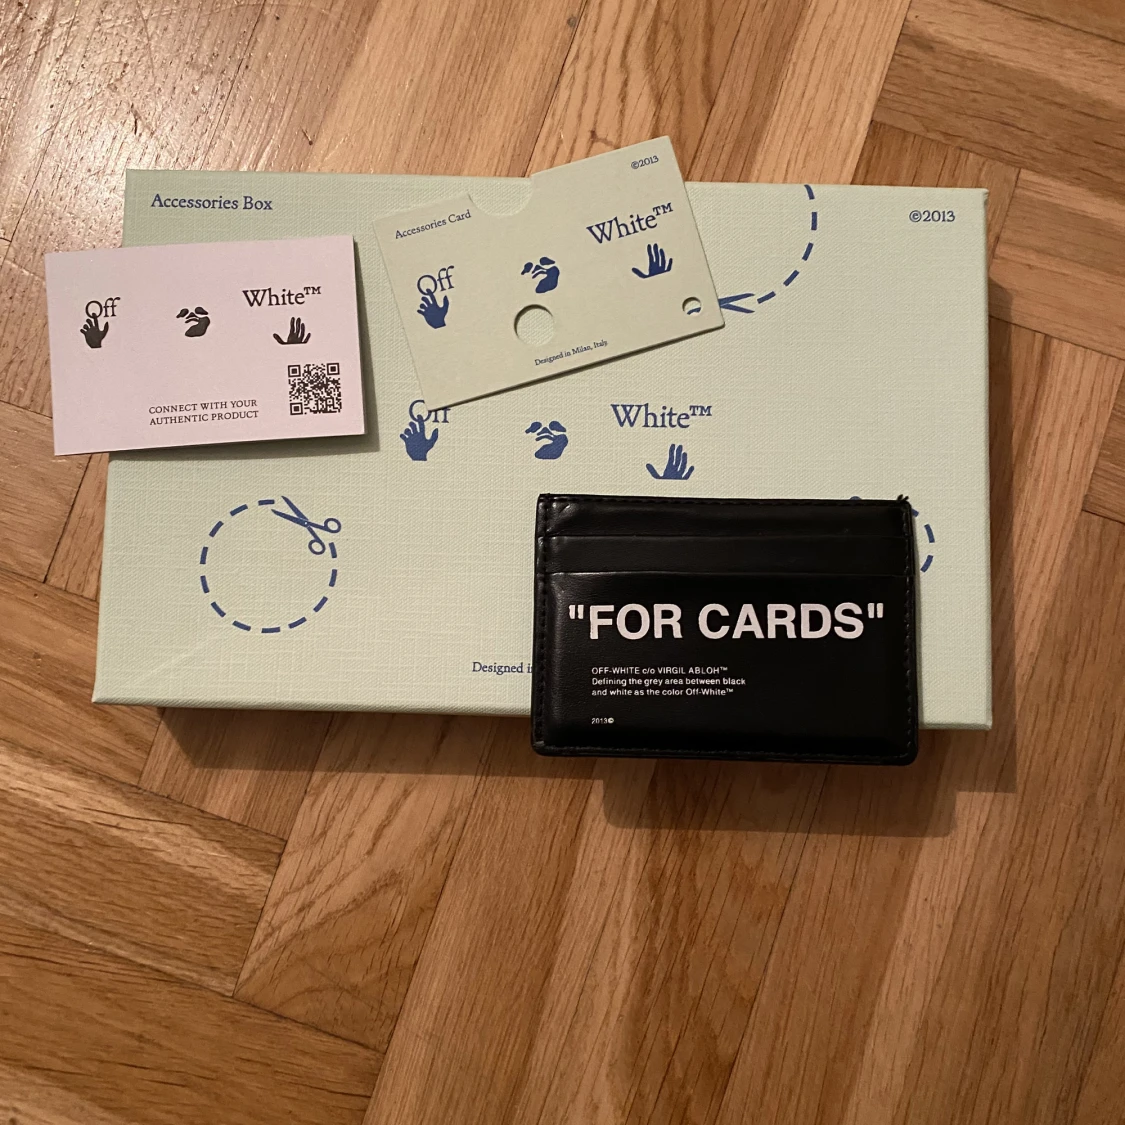 Accessories Box
©2013
Off
White™
CONNECT WITH YOUR
AUTHENTIC PRODUCT
Accessories Card
©2013
Off
White™
Designed in Milan, Italy.
Off
White™
Designed
"FOR CARDS"
OFF-WHITE c/o VIRGIL ABLOH™
Defining the grey area between black
and white as the color Off-White™
2013©